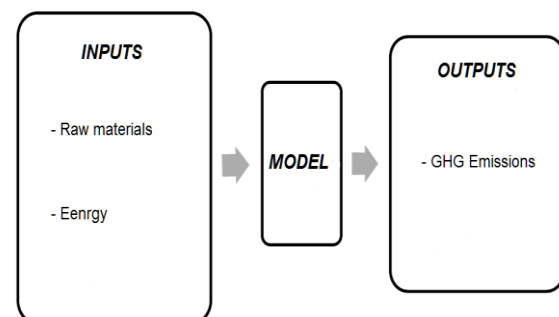 INPUTS
- Raw materials
- Eenrgy
MODEL
OUTPUTS
- GHG Emissions